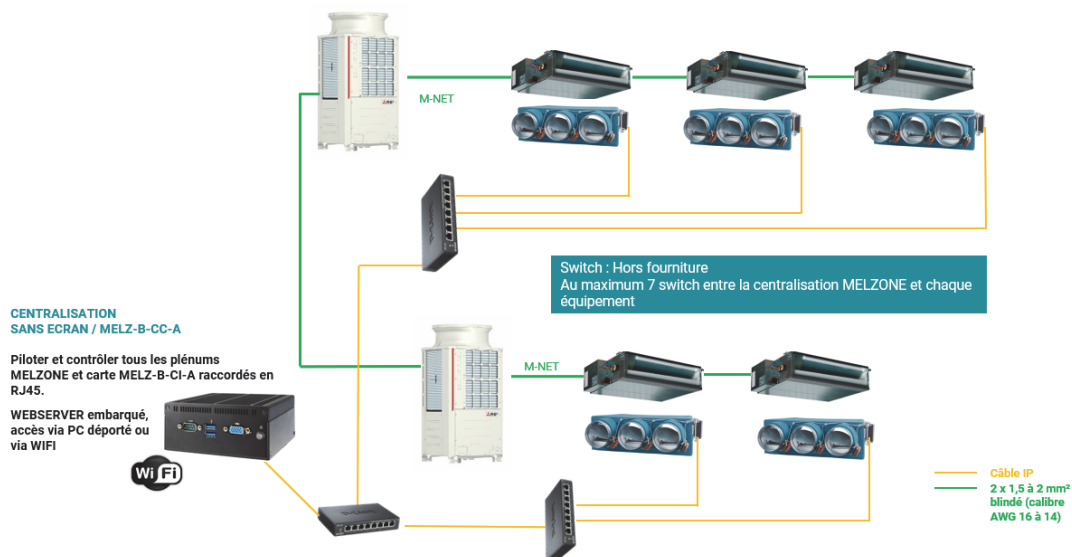 M-NET
Switch : Hors fourniture
Au maximum 7 switch entre la centralisation MELZONE et chaque
équipement
CENTRALISATION
SANS ECRAN / MELZ-B-CC-A
Piloter et contrôler tous les plénums
MELZONE et carte MELZ-B-CI-A raccordés en
RJ45.
WEBSERVER embarqué,
accès via PC déporté ou
via WIFI
Wi Fi
M-NET
Câble IP
2 x 1,5 à 2 mm²
blindé (calibre
AWG 16 à 14)